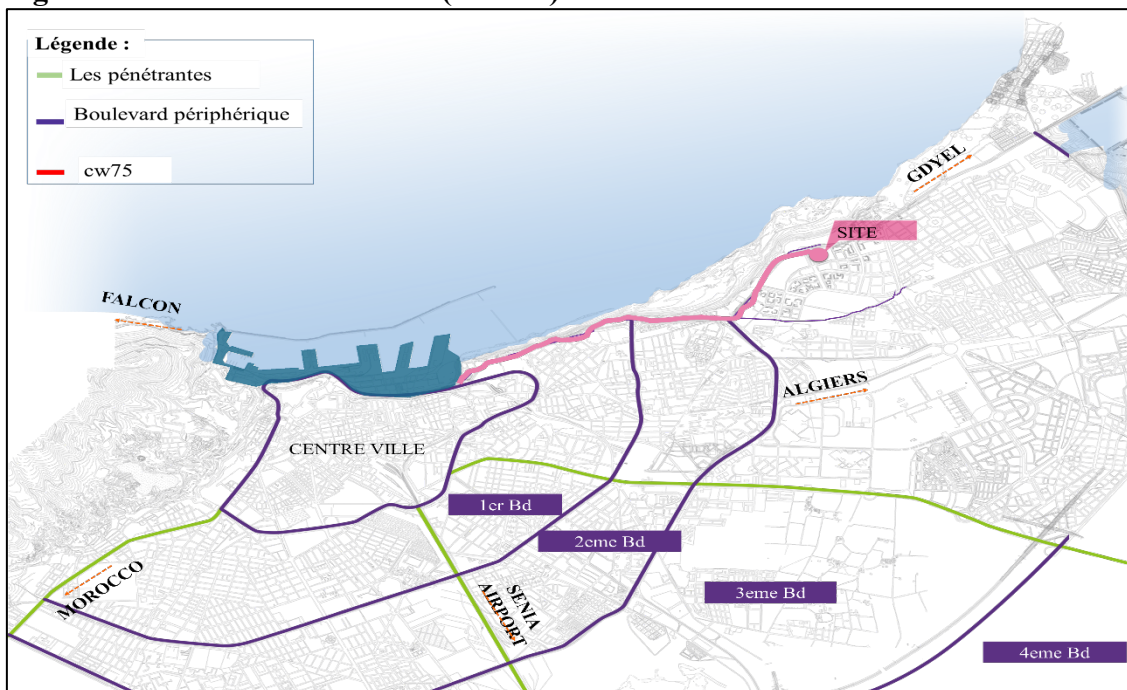 Légende :
Les pénétrantes
Boulevard périphérique
cw75
GDYEL
SITE
FALCON
ALGIERS
CENTRE VILLE
1er Bd
2eme Bd
MOROCCO
SENIA
AIRPORT
3eme Bd
4eme Bd